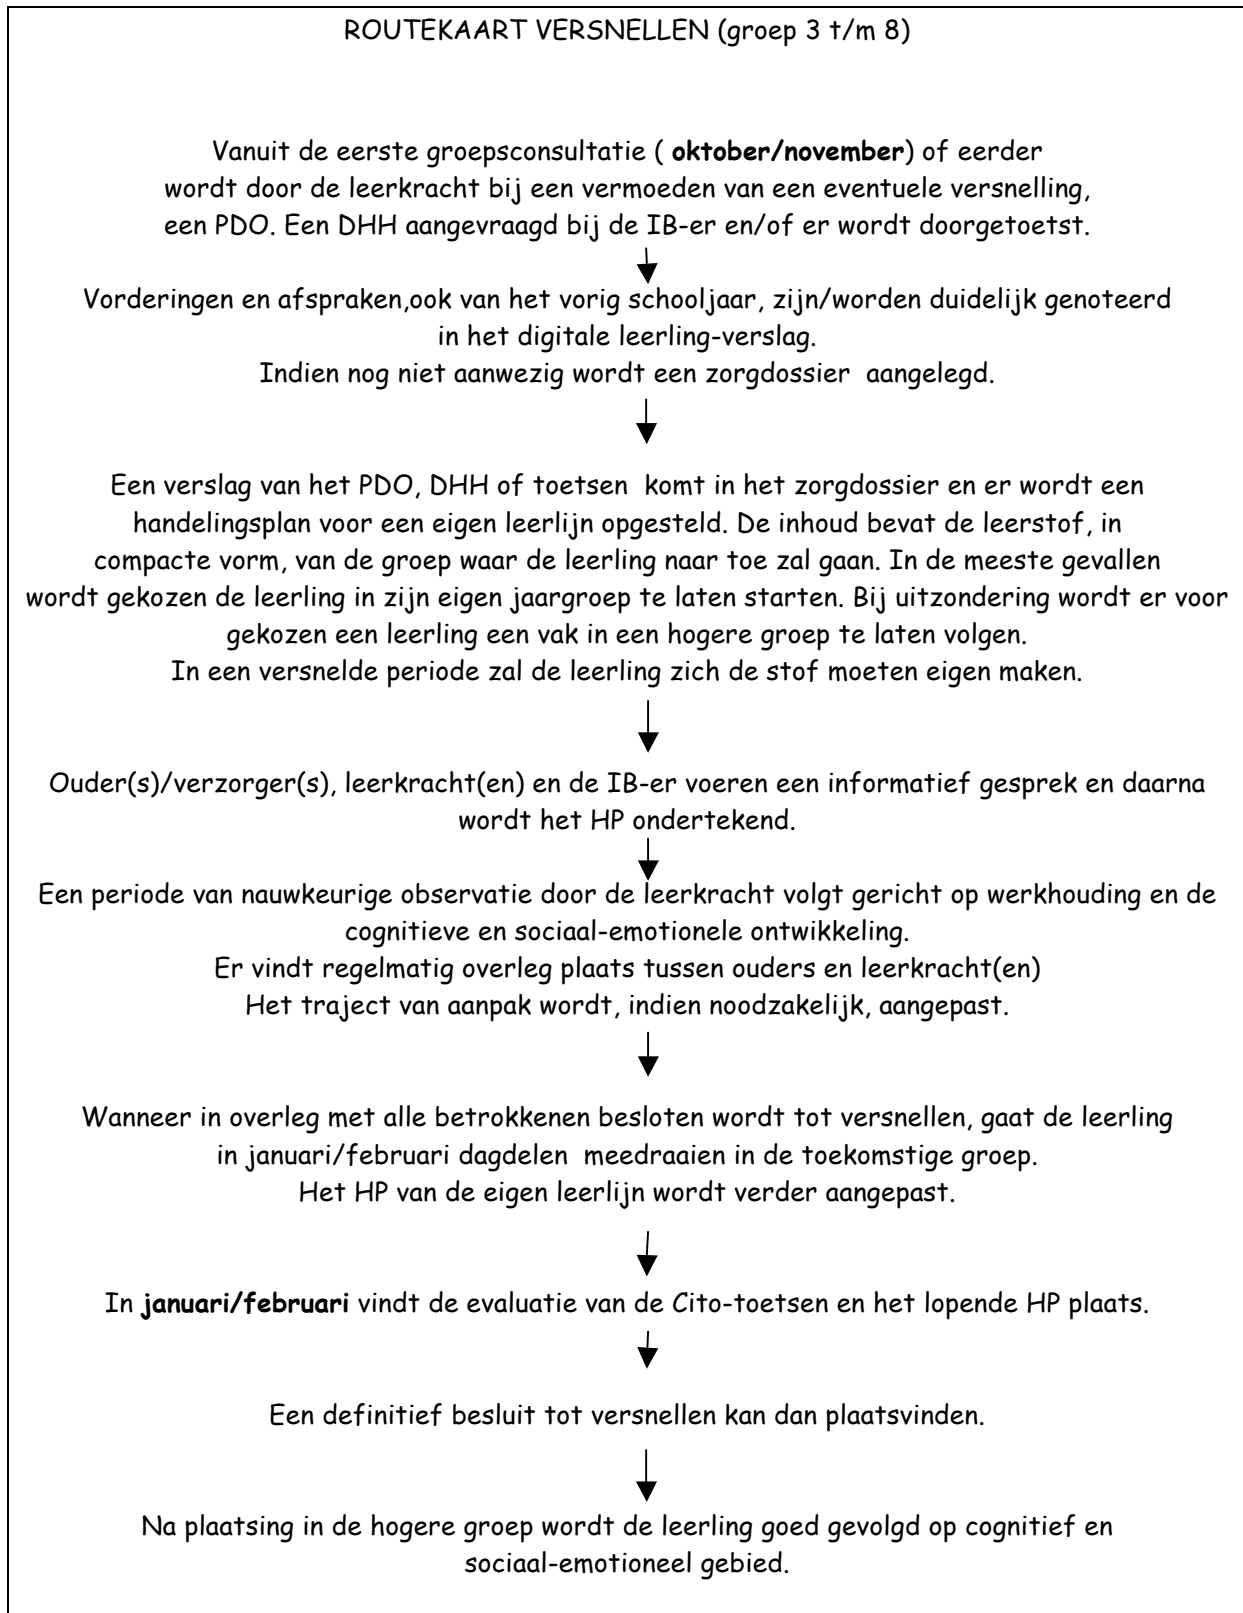 ROUTEKAART VERSNELLEN (groep 3 t/m 8)
Vanuit de eerste groepsconsultatie ( oktober/november) of eerder
wordt door de leerkracht bij een vermoeden van een eventuele versnelling,
een PDO. Een DHH aangevraagd bij de IB-er en/of er wordt doorgetoetst.
Vorderingen en afspraken,ook van het vorig schooljaar, zijn/worden duidelijk genoteerd
in het digitale leerling-verslag.
Indien nog niet aanwezig wordt een zorgdossier aangelegd.
Een verslag van het PDO, DHH of toetsen komt in het zorgdossier en er wordt een
handelingsplan voor een eigen leerlijn opgesteld. De inhoud bevat de leerstof, in
compacte vorm, van de groep waar de leerling naar toe zal gaan. In de meeste gevallen
wordt gekozen de leerling in zijn eigen jaargroep te laten starten. Bij uitzondering wordt er voor
gekozen een leerling een vak in een hogere groep te laten volgen.
In een versnelde periode zal de leerling zich de stof moeten eigen maken.
Ouder(s)/verzorger(s), leerkracht(en) en de IB-er voeren een informatief gesprek en daarna
wordt het HP ondertekend.
Een periode van nauwkeurige observatie door de leerkracht volgt gericht op werkhouding en de
cognitieve en sociaal-emotionele ontwikkeling.
Er vindt regelmatig overleg plaats tussen ouders en leerkracht(en)
Het traject van aanpak wordt, indien noodzakelijk, aangepast.
Wanneer in overleg met alle betrokkenen besloten wordt tot versnellen, gaat de leerling
in januari/februari dagdelen meedraaien in de toekomstige groep.
Het HP van de eigen leerlijn wordt verder aangepast.
In januari/februari vindt de evaluatie van de Cito-toetsen en het lopende HP plaats.
Een definitief besluit tot versnellen kan dan plaatsvinden.
Na plaatsing in de hogere groep wordt de leerling goed gevolgd op cognitief en
sociaal-emotioneel gebied.